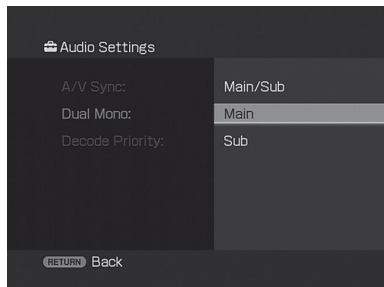 Audio Settings
A/V Sync: Main/Sub
Dual Mono: Main
Decode Priority: Sub
RETURN Back